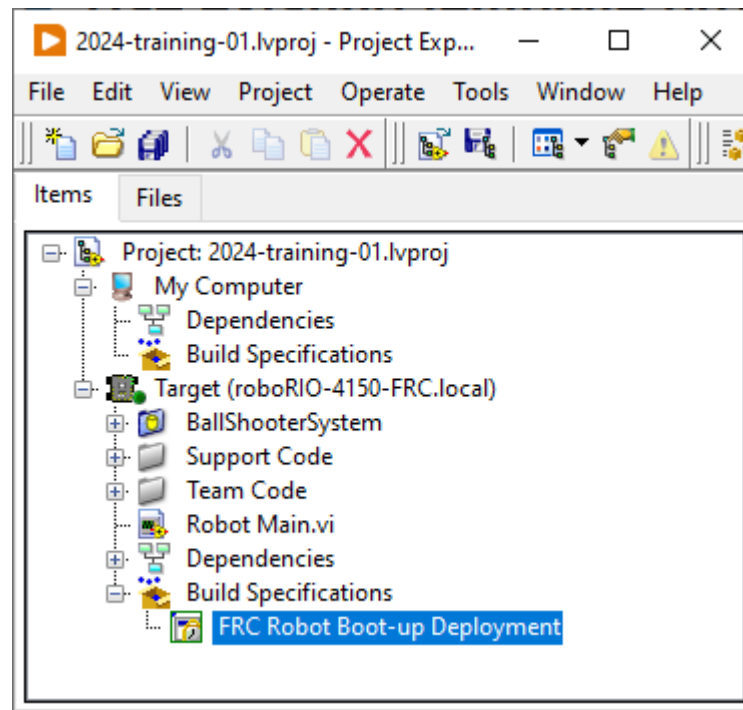 2024-training-01.lvproj - Project Exp...
File Edit View Project Operate Tools Window Help
Items Files
Project: 2024-training-01.lvproj
My Computer
Dependencies
Build Specifications
Target (roboRIO-4150-FRC.local)
BallShooterSystem
Support Code
Team Code
Robot Main.vi
Dependencies
Build Specifications
FRC Robot Boot-up Deployment